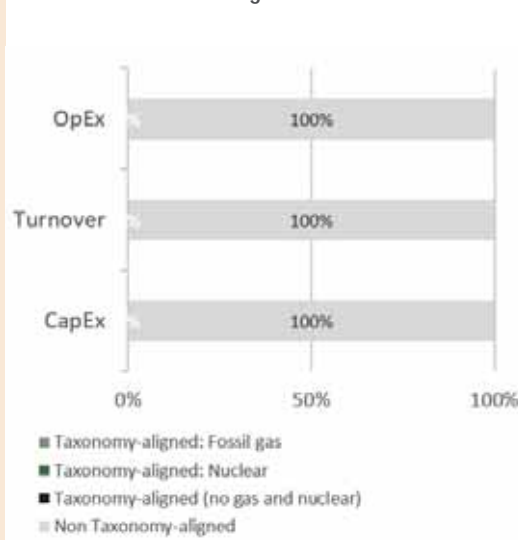 OpEx 100%
Turnover 100%
CapEx 100%
0% 50% 100%
Taxonomy-aligned: Fossil gas
Taxonomy-aligned: Nuclear
Taxonomy-aligned (no gas and nuclear)
Non Taxonomy-aligned